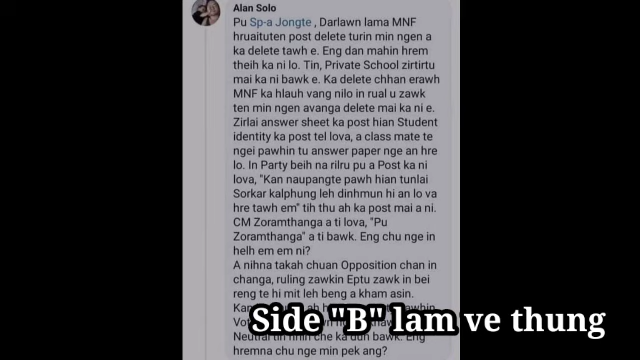 Alan Solo
Pu Sp-a Jongte , Darlawn lama MNF
hruaituten post delete turin min ngen a
ka delete tawh e. Eng dan mahin hrem
theih ka ni lo. Tin, Private School zirtirtu
mai ka ni bawk e. Ka delete chhan erawh
MNF ka hlauh vang nilo in rual u zawk
ten min ngen avanga delete mai ka ni e.
Zirlai answer sheet ka post hian Student
identity ka post tel lova, a class mate te
ngei pawhin tu answer paper nge an hre
lo. In Party beih na rilru pu a Post ka ni
lova, "Kan naupangte pawh hian tunlai
Sorkar kalphung leh dinhmun hi an lo va
hre tawh em" tih thu ah ka post mai a ni.
CM Zoramthanga a ti lova, "Pu
Zoramthanga" a ti bawk. Eng chu nge in
helh em em ni?
A nihna takah chuan Opposition chan in
changa, ruling zawkin Eptu zawk in bei
reng te hi mit leh beng a kham asin.
Neutral
hremna chu nge min pek ang?
Side "B" lam ve thung